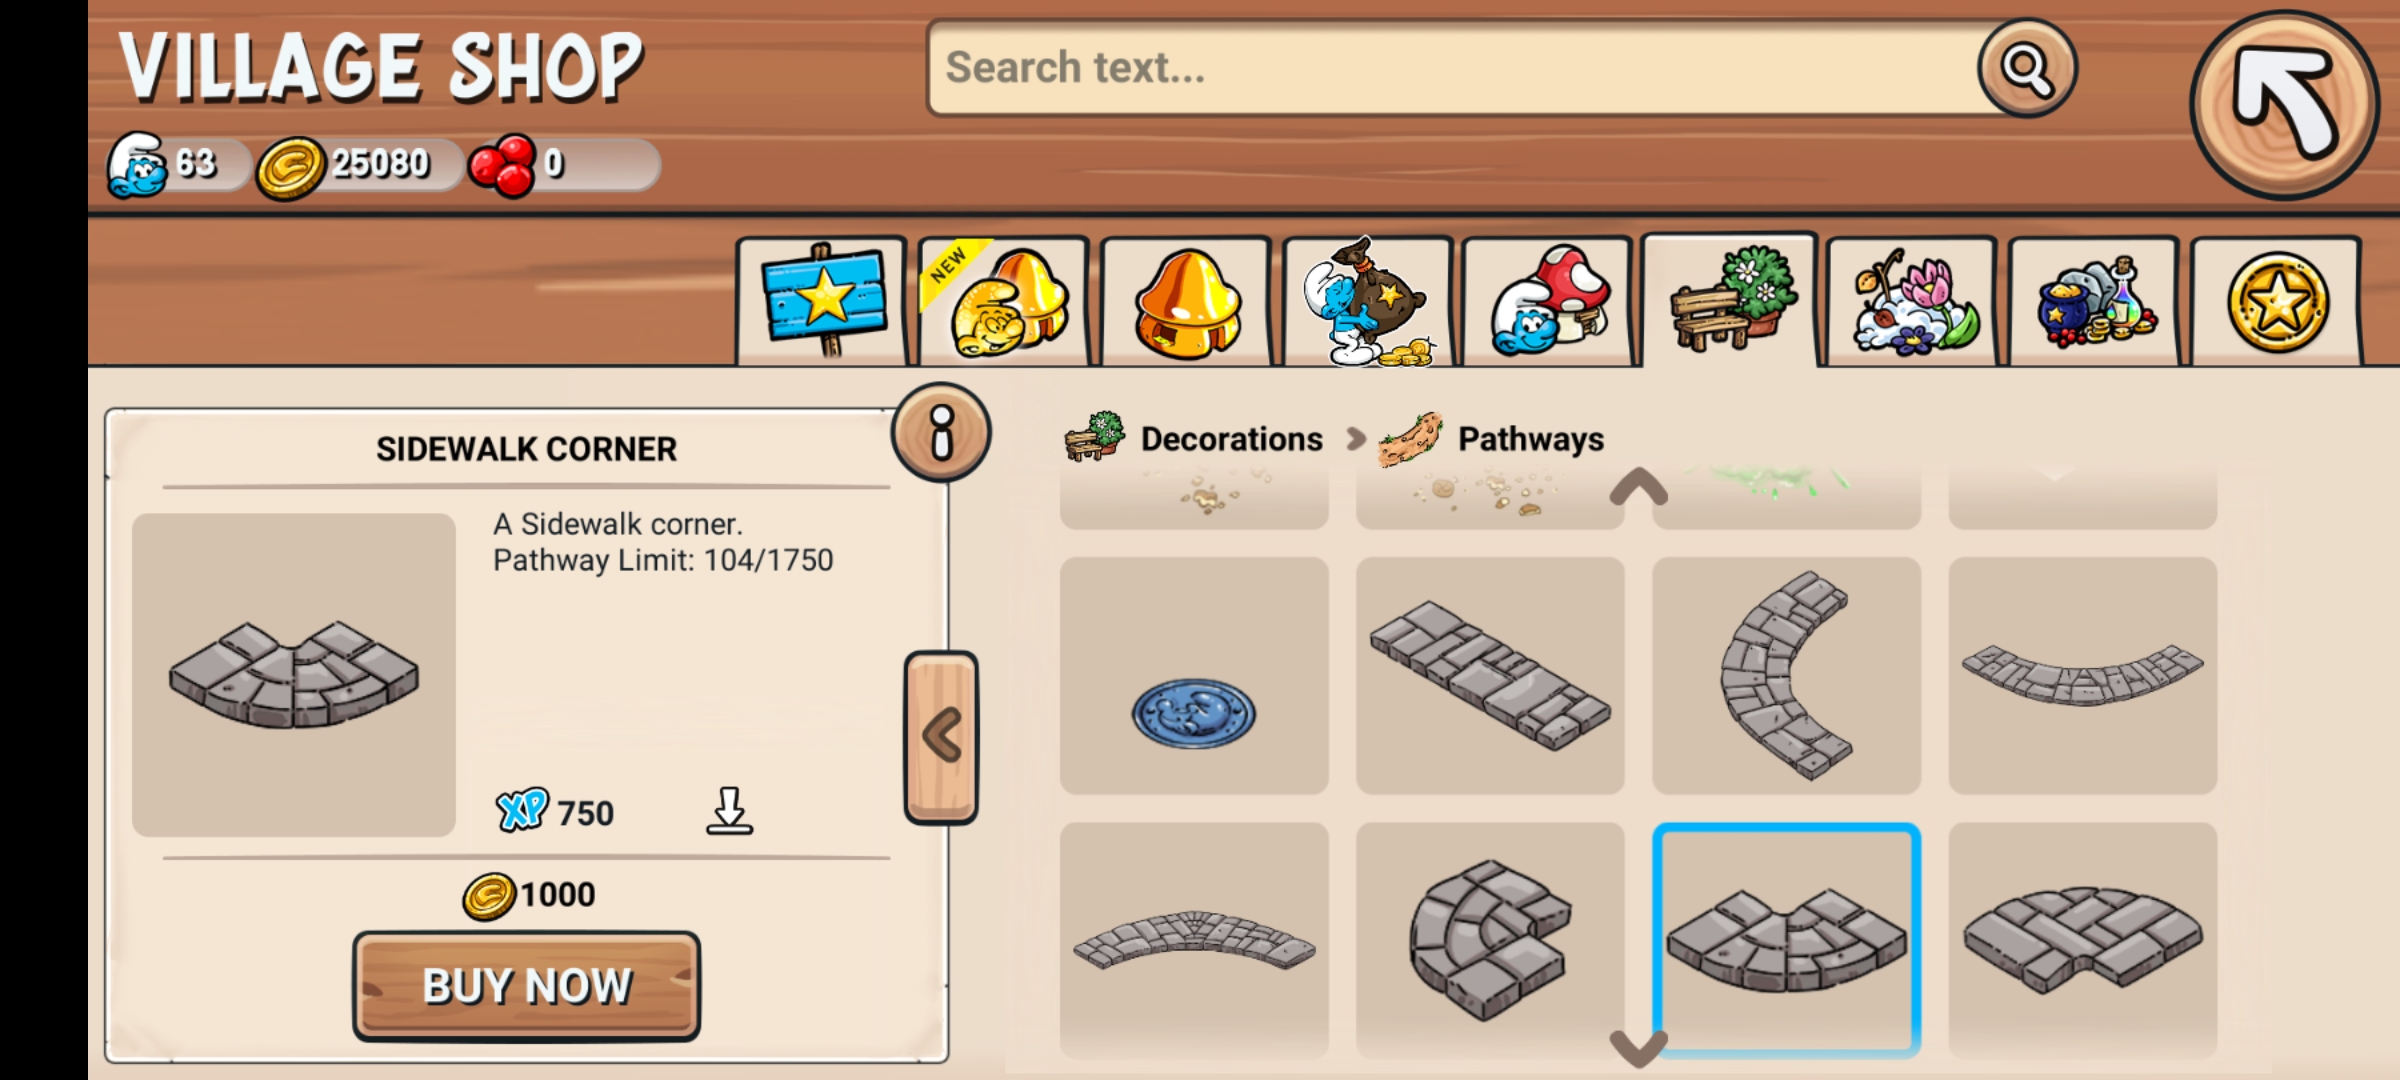 VILLAGE SHOP
Search text...
63
25080
0
NEW
SIDEWALK CORNER
A Sidewalk corner.
Pathway Limit: 104/1750
XP 750
1000
BUY NOW
Decorations
Pathways